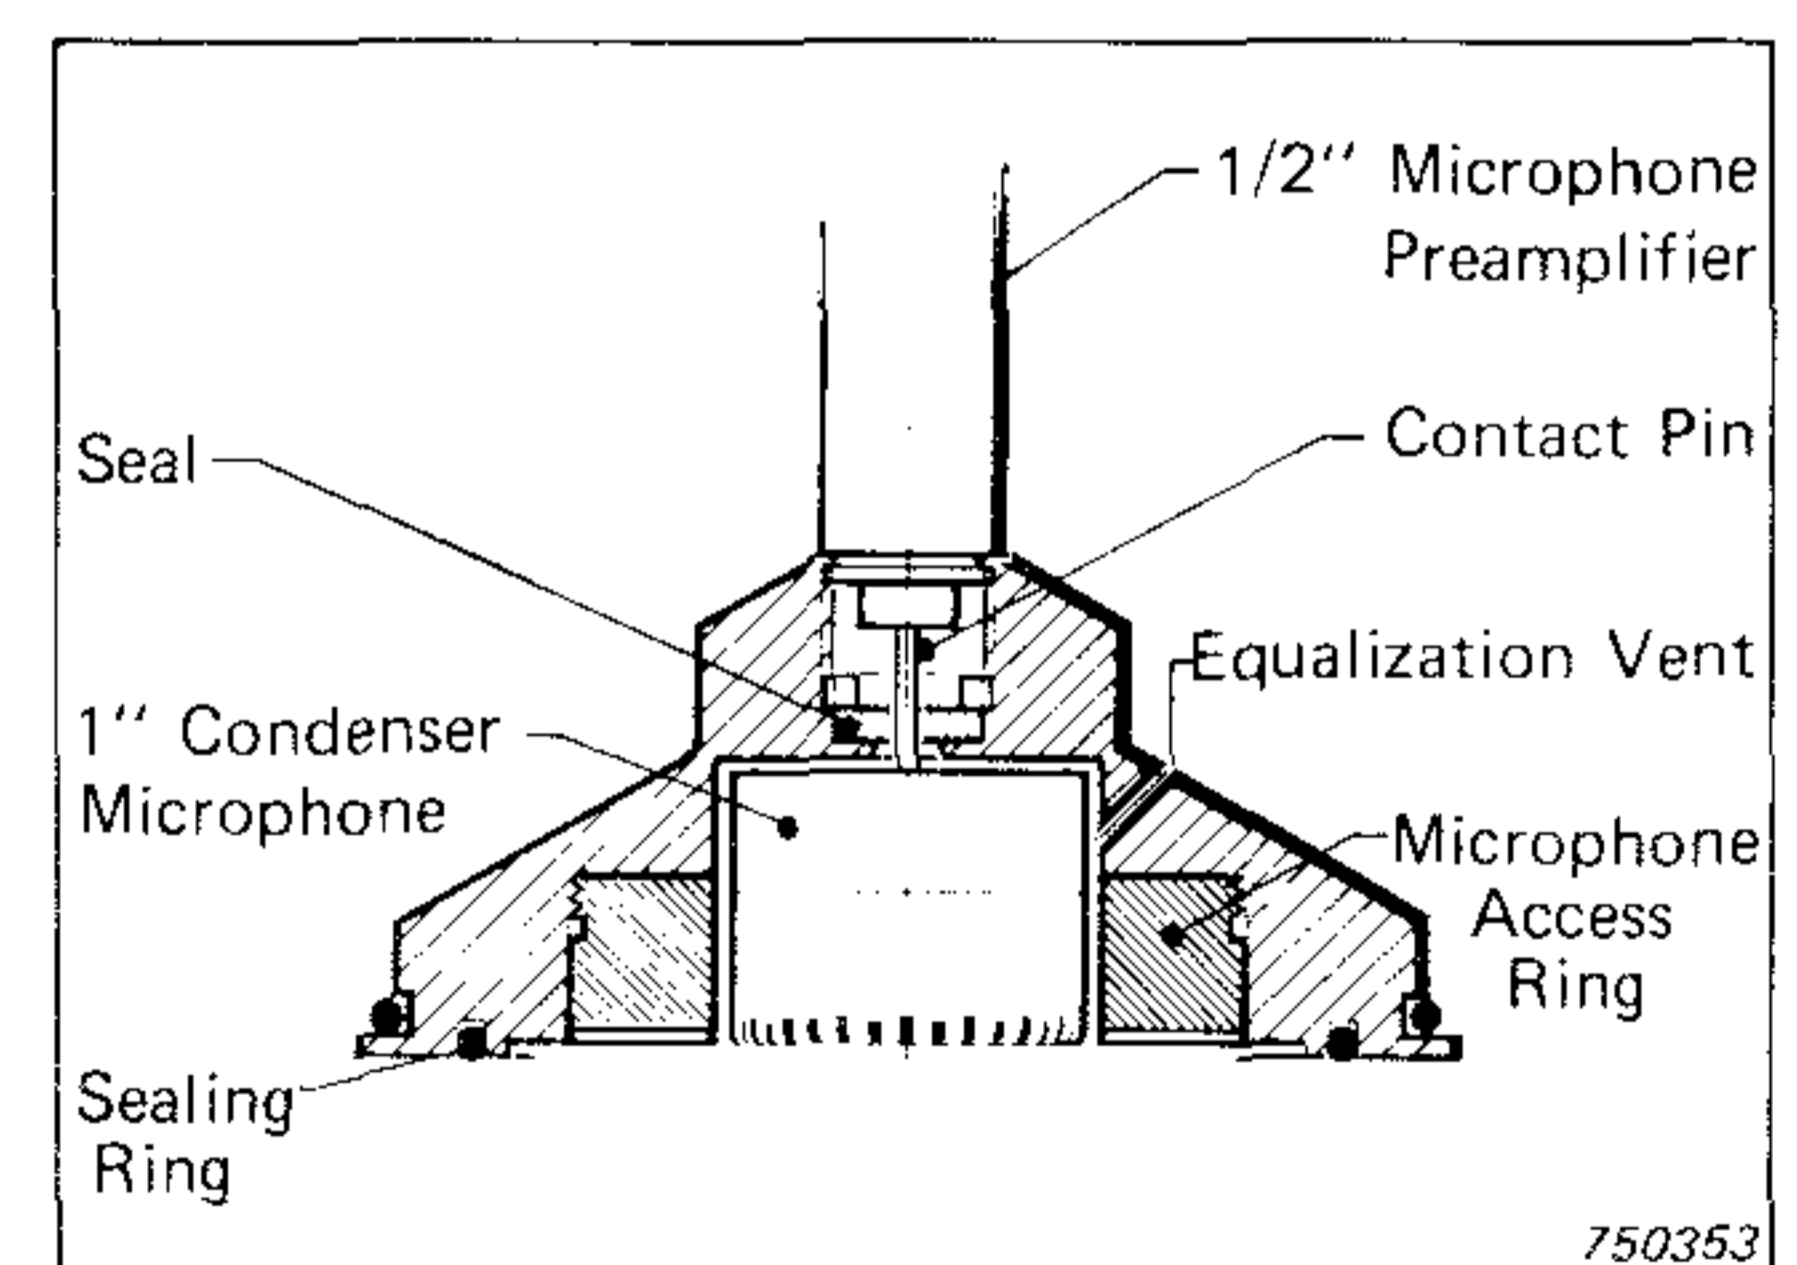 1/2" Microphone
Preamplifier
Contact Pin
Seal
Equalization Vent
1" Condenser
Microphone
Microphone
Access
Ring
Sealing
Ring
750353